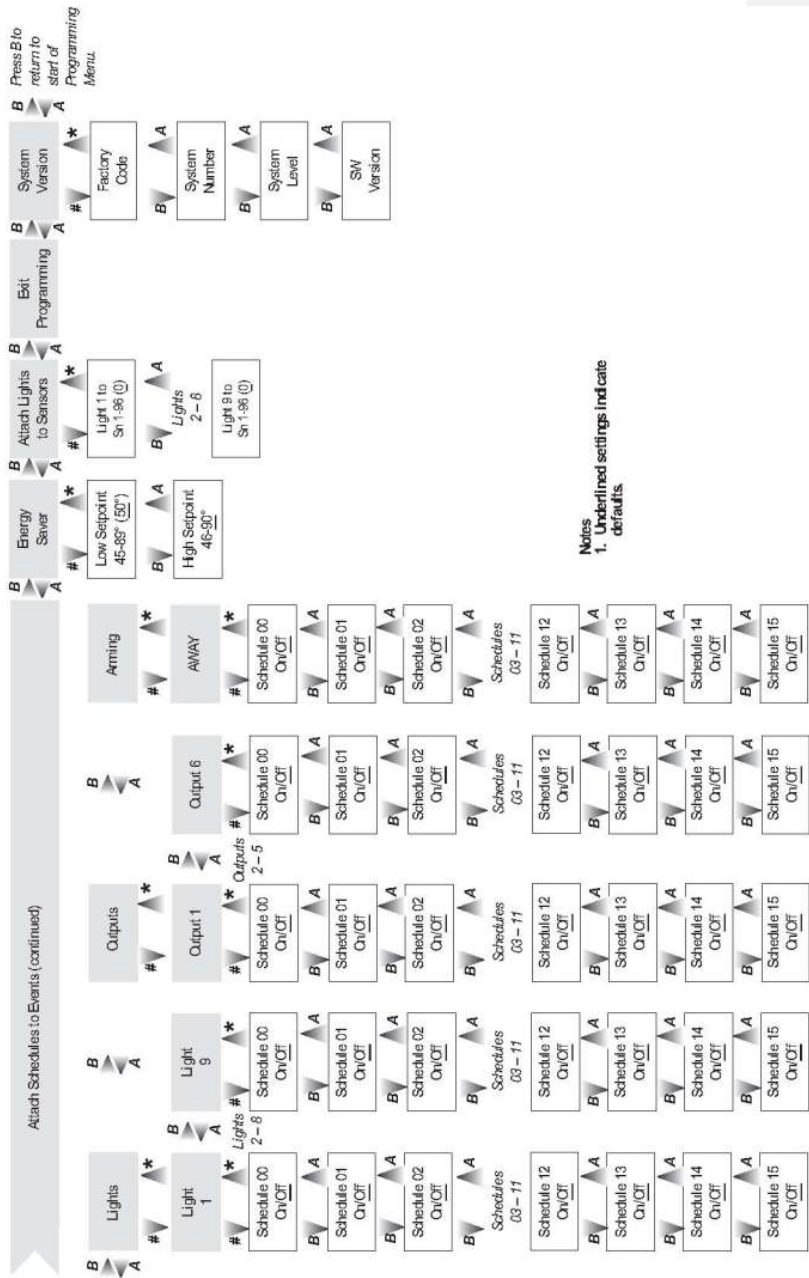 Attach Schedules to Events (continued)
B
A
Lights
# *
Light
1
# *
Schedule 00
On/Off
B A
Schedule 01
On/Off
B A
Schedule 02
On/Off
B A
Schedules
03 – 11
Schedule 12
On/Off
B A
Schedule 13
On/Off
B A
Schedule 14
On/Off
B A
Schedule 15
On/Off
B
A
Lights
2 – 8
B
A
Light
9
# *
Schedule 00
On/Off
B A
Schedule 01
On/Off
B A
Schedule 02
On/Off
B A
Schedules
03 – 11
Schedule 12
On/Off
B A
Schedule 13
On/Off
B A
Schedule 14
On/Off
B A
Schedule 15
On/Off
Outputs
# *
Output 1
# *
Schedule 00
On/Off
B A
Schedule 01
On/Off
B A
Schedule 02
On/Off
B A
Schedules
03 – 11
Schedule 12
On/Off
B A
Schedule 13
On/Off
B A
Schedule 14
On/Off
B A
Schedule 15
On/Off
B
A
Outputs
2 – 5
B
A
Output 6
# *
Schedule 00
On/Off
B A
Schedule 01
On/Off
B A
Schedule 02
On/Off
B A
Schedules
03 – 11
Schedule 12
On/Off
B A
Schedule 13
On/Off
B A
Schedule 14
On/Off
B A
Schedule 15
On/Off
Arming
# *
AWAY
# *
Schedule 00
On/Off
B A
Schedule 01
On/Off
B A
Schedule 02
On/Off
B A
Schedules
03 – 11
Schedule 12
On/Off
B A
Schedule 13
On/Off
B A
Schedule 14
On/Off
B A
Schedule 15
On/Off
B
A
Energy
Saver
# *
Low Setpoint
45-89° (50°)
B A
High Setpoint
46-90°
B
A
Attach Lights
to Sensors
# *
Light 1 to
Sn 1-96 (0)
B A
Lights
2 – 8
Light 9 to
Sn 1-96 (0)
B
A
Exit
Programming
B
A
System
Version
# *
Factory
Code
B A
System
Number
B A
System
Level
B A
SW
Version
B
A
Press B to
return to
start of
Programming
Menu.
Notes
1. Underlined settings indicate
defaults.